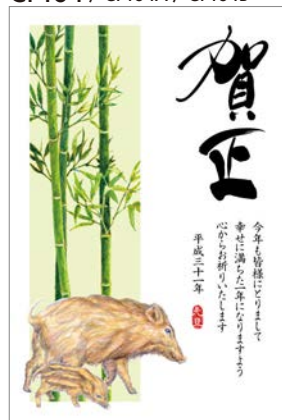 賀正
今年も皆様にとりまして
幸せに満ちた一年になりますよう
心からお祈りいたします
平成三十一年
元旦